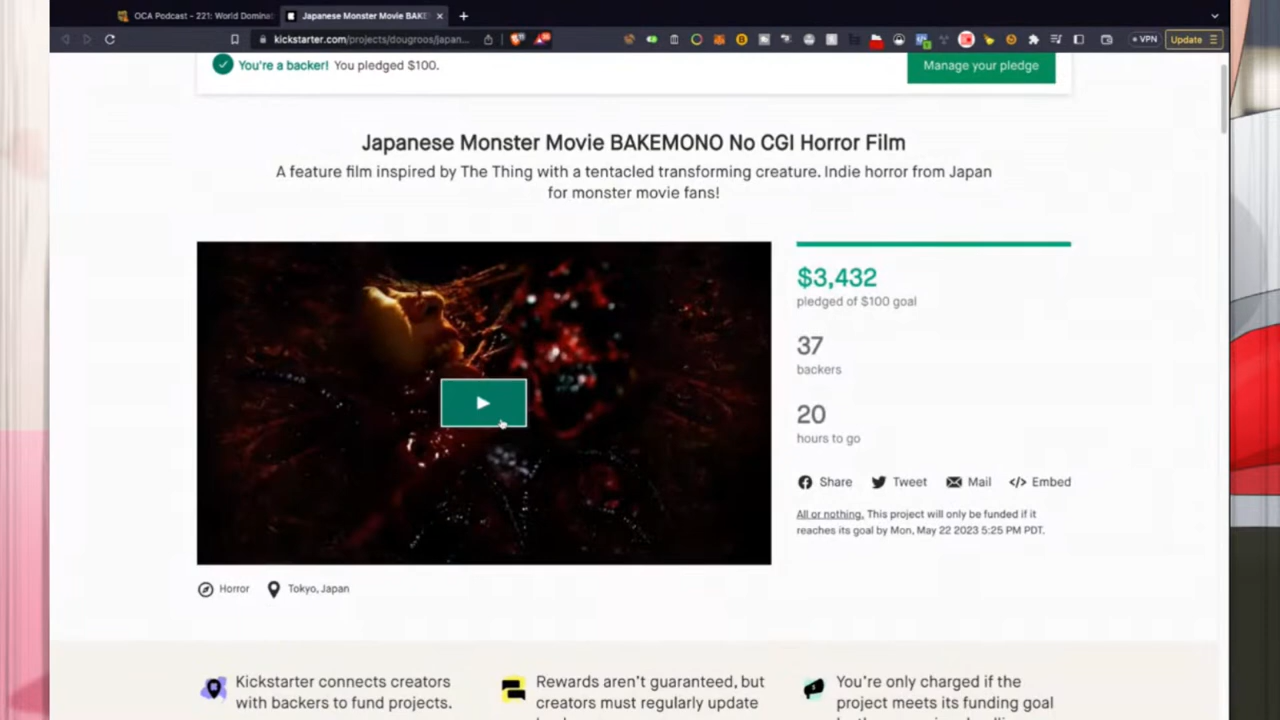 OCA Podcast - 221: World Domina
Japanese Monster Movie BAKE
kickstarter.com/projects/dougroos/japan...
VPN
Update
You're a backer! You pledged $100.
Manage your pledge
Japanese Monster Movie BAKEMONO No CGI Horror Film
A feature film inspired by The Thing with a tentacled transforming creature. Indie horror from Japan
for monster movie fans!
$3,432
pledged of $100 goal
37
backers
20
hours to go
Share
Tweet
Mail
</> Embed
All or nothing. This project will only be funded if it
reaches its goal by Mon, May 22 2023 5:25 PM PDT.
Horror
Tokyo, Japan
Kickstarter connects creators
with backers to fund projects.
Rewards aren't guaranteed, but
creators must regularly update
You're only charged if the
project meets its funding goal